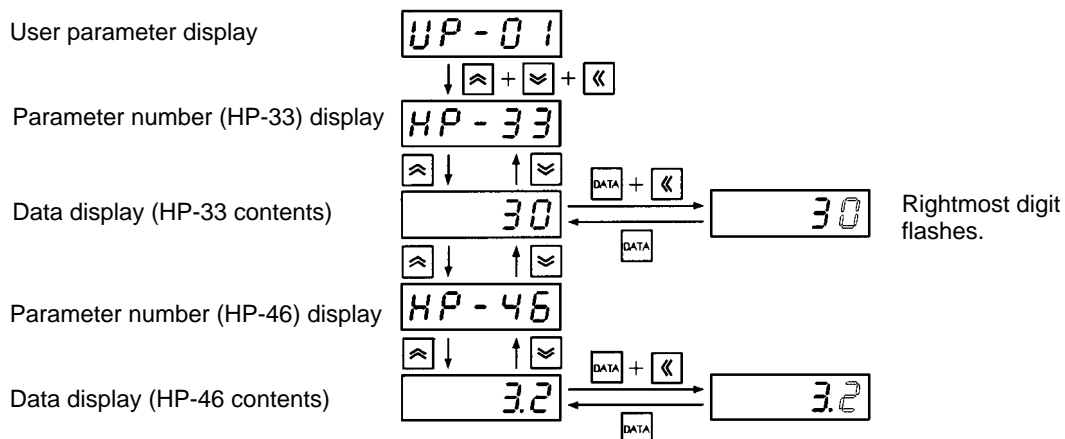 User parameter display
UP-01
+ +
Parameter number (HP-33) display
HP-33
DATA +
Data display (HP-33 contents)
30
30
Rightmost digit
flashes.
DATA
HP-46
Parameter number (HP-46) display
DATA +
Data display (HP-46 contents)
3.2
3.2
DATA